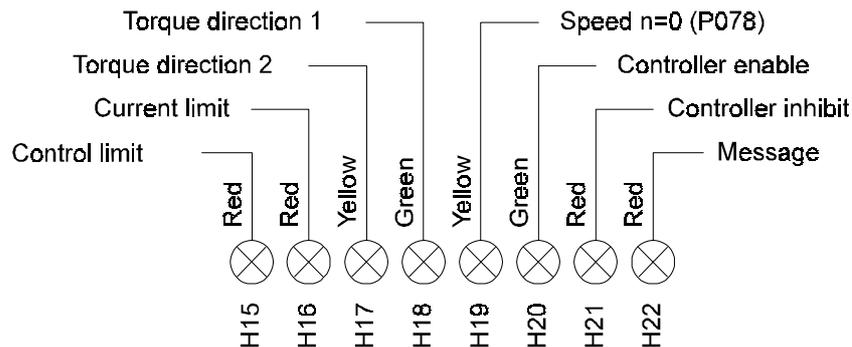 Torque direction 1
Speed n=0 (P078)
Torque direction 2
Controller enable
Current limit
Controller inhibit
Control limit
Message
Red
Red
Yellow
Green
Yellow
Green
Red
Red
H15
H16
H17
H18
H19
H20
H21
H22